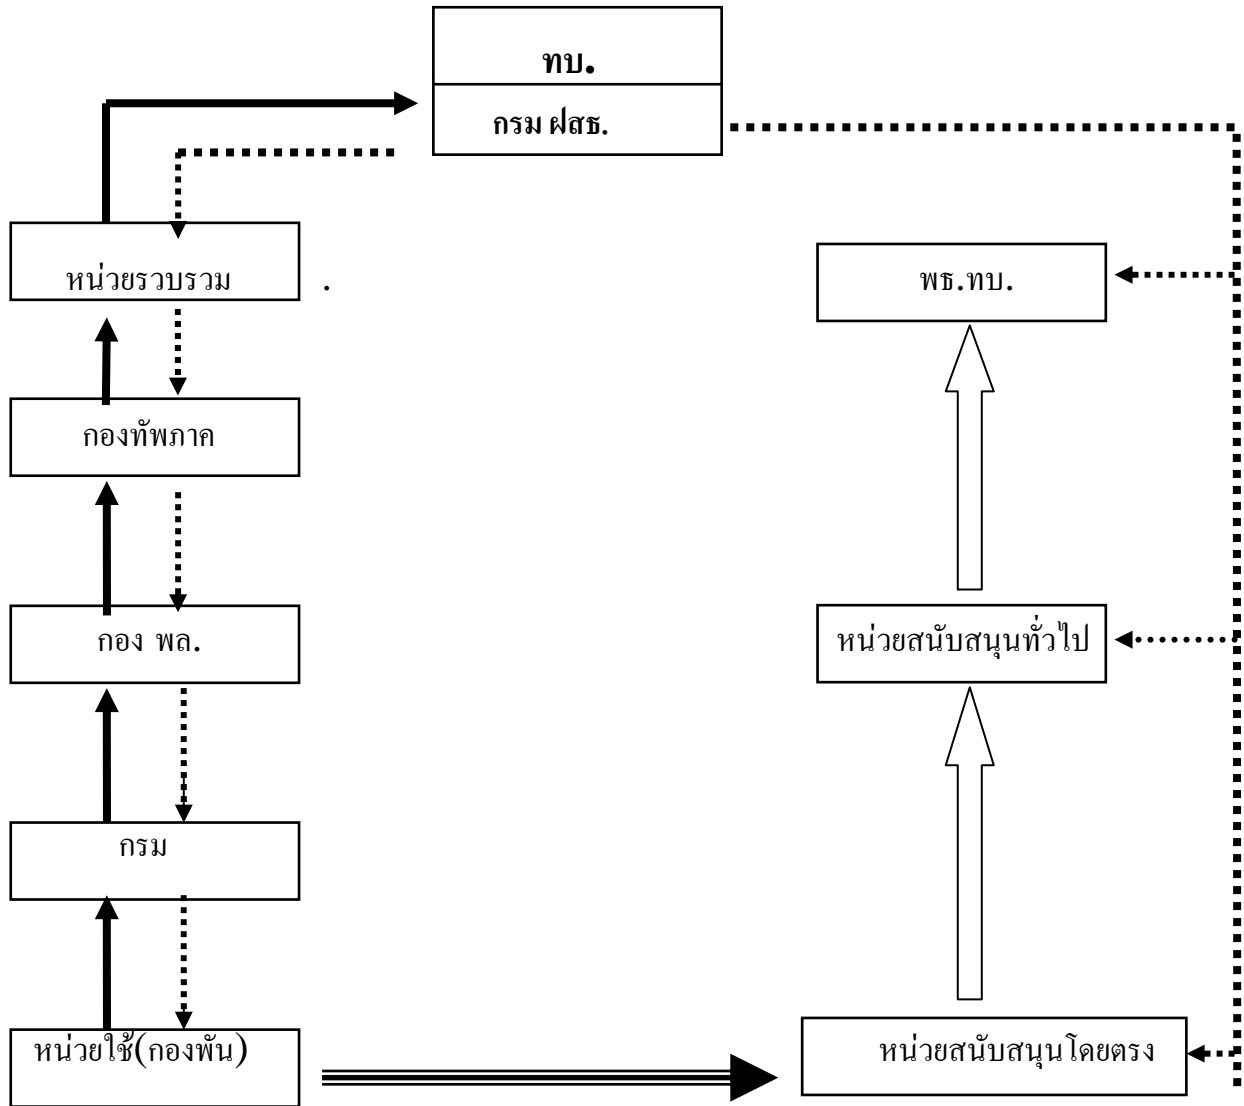 ทบ.
กรม ฝสธ.
หน่วยรวบรวม .
พธ.ทบ.
กองทัพภาค
กอง พล.
หน่วยสนับสนุนทั่วไป
กรม
หน่วยใช้(กองพัน)
หน่วยสนับสนุนโดยตรง